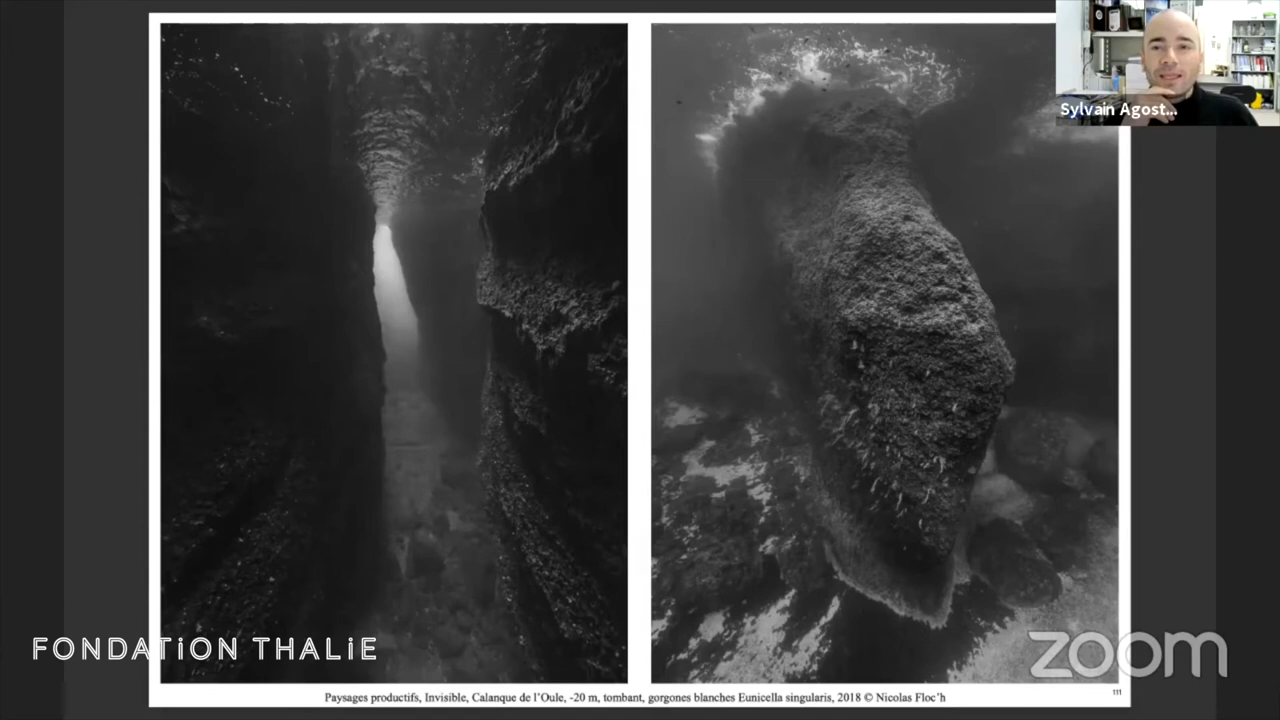 Sylvain Agost...
FONDATiON THALiE
zoom
Paysages productifs, Invisible, Calanque de l'Oule, -20 m, tombant, gorgones blanches Eunicella singularis, 2018 © Nicolas Floc'h
111